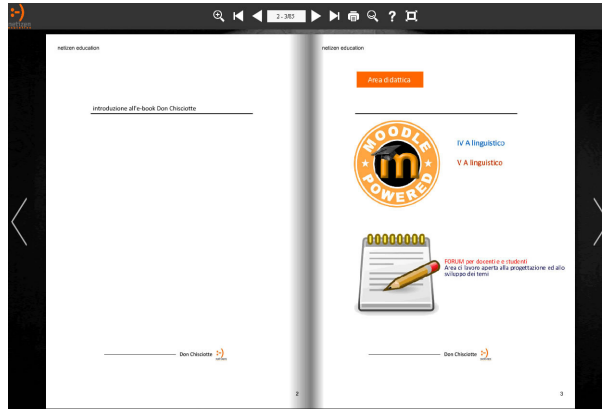 :-)
netizen
2 - 3/83
?
netizen education
introduzione all'e-book Don Chisciotte
Don Chisciotte :-)
netizen
2
netizen education
Area didattica
MOODLE
m
POWERED
IV A linguistico
V A linguistico
FORUM per docenti e e studenti
Area di lavoro aperta alla progettazione ed allo
sviluppo dei temi
Don Chisciotte :-)
netizen
3